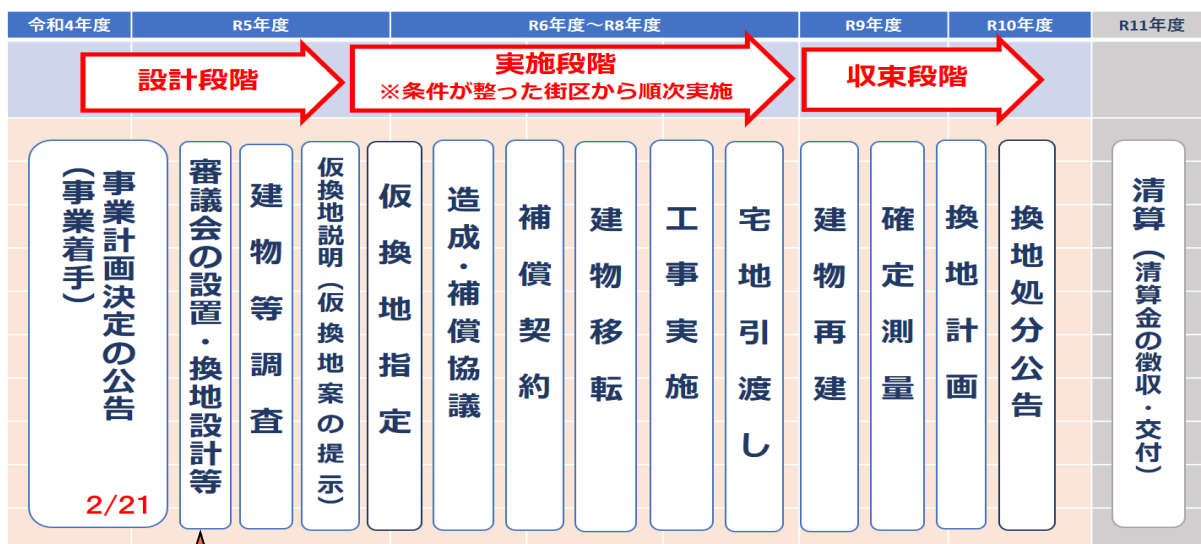 令和4年度
R5年度
R6年度～R8年度
R9年度
R10年度
R11年度
設計段階
実施段階
※条件が整った街区から順次実施
収束段階
事業計画決定の公告
（事業着手）
2/21
審議会の設置・換地設計等
建物等調査
仮換地説明（仮換地案の提示）
仮換地指定
造成・補償協議
補償契約
建物移転
工事実施
宅地引渡し
建物再建
確定測量
換地計画
換地処分公告
清算（清算金の徴収・交付）